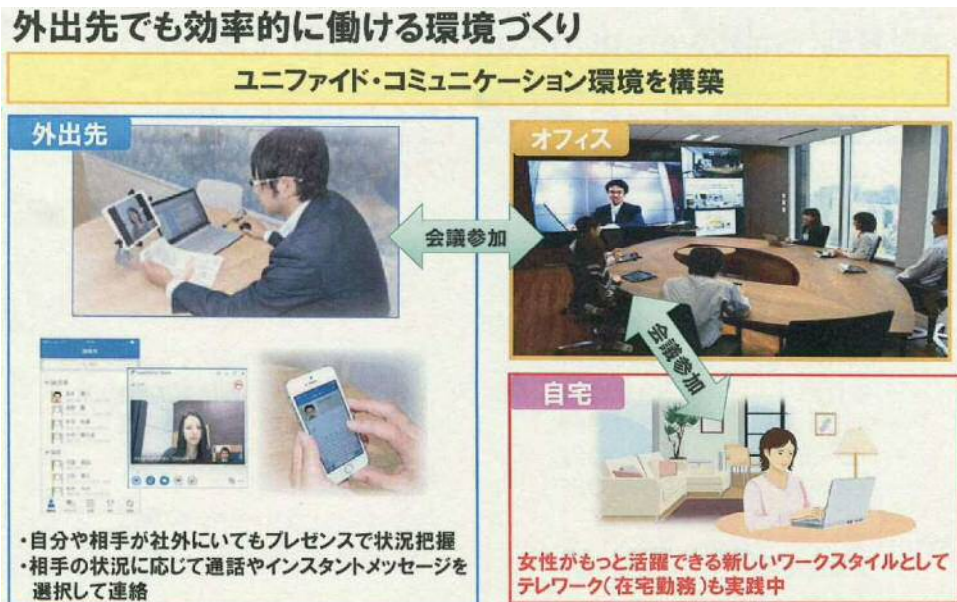 外出先でも効率的に働ける環境づくり
ユニファイド・コミュニケーション環境を構築
外出先
オフィス
会議参加
会議参加
自宅
・自分や相手が社外にいてもプレゼンスで状況把握
・相手の状況に応じて通話やインスタントメッセージを
選択して連絡
女性がもっと活躍できる新しいワークスタイルとして
テレワーク(在宅勤務)も実践中